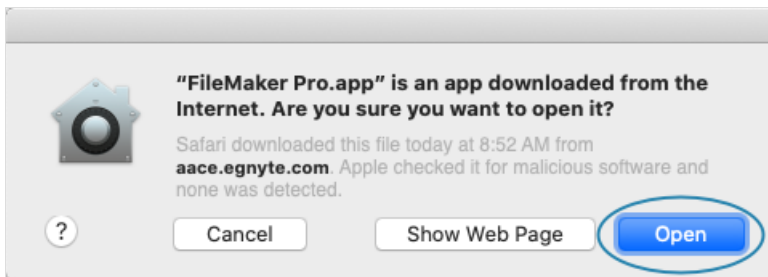 “FileMaker Pro.app” is an app downloaded from the
Internet. Are you sure you want to open it?
Safari downloaded this file today at 8:52 AM from
aace.egnyte.com. Apple checked it for malicious software and
none was detected.
? Cancel Show Web Page Open